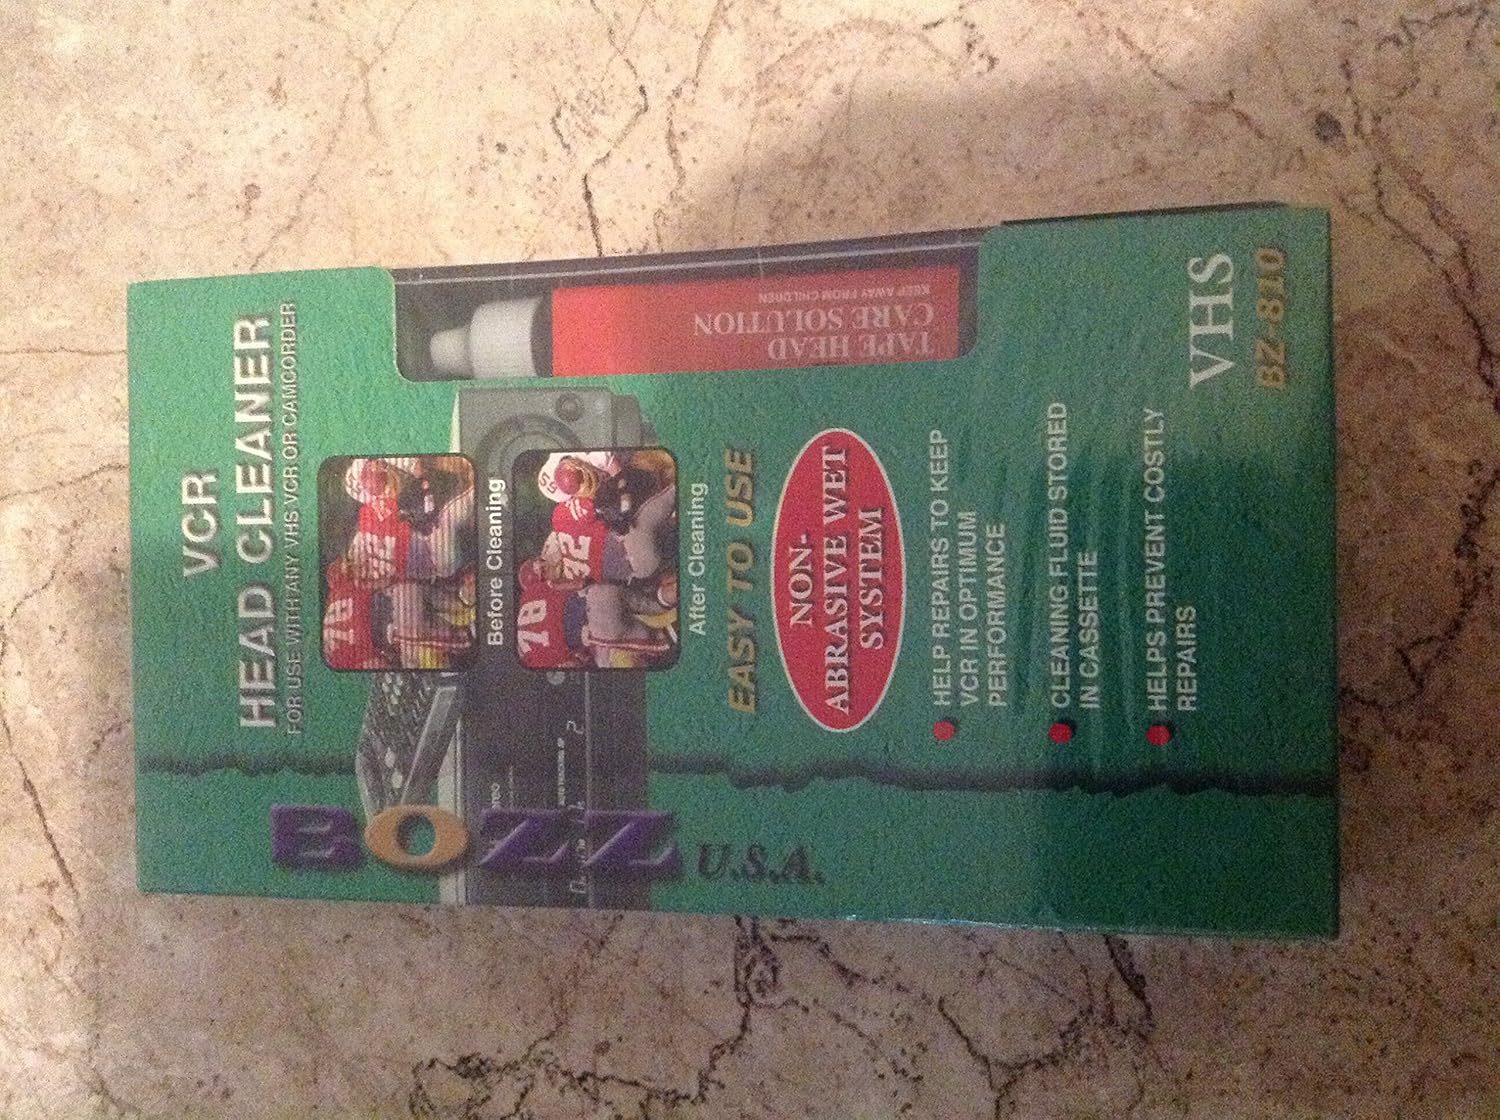 VCR
HEAD CLEANER
FOR USE WITH ANY VHS VCR OR CAMCORDER
Before Cleaning
After Cleaning
TAPE HEAD
CARE SOLUTION
KEEP AWAY FROM CHILDREN
BOZZ
U.S.A.
EASY TO USE
NON-
ABRASIVE WET
SYSTEM
HELP REPAIRS TO KEEP
VCR IN OPTIMUM
PERFORMANCE
CLEANING FLUID STORED
IN CASSETTE
HELPS PREVENT COSTLY
REPAIRS
VHS
BZ-810